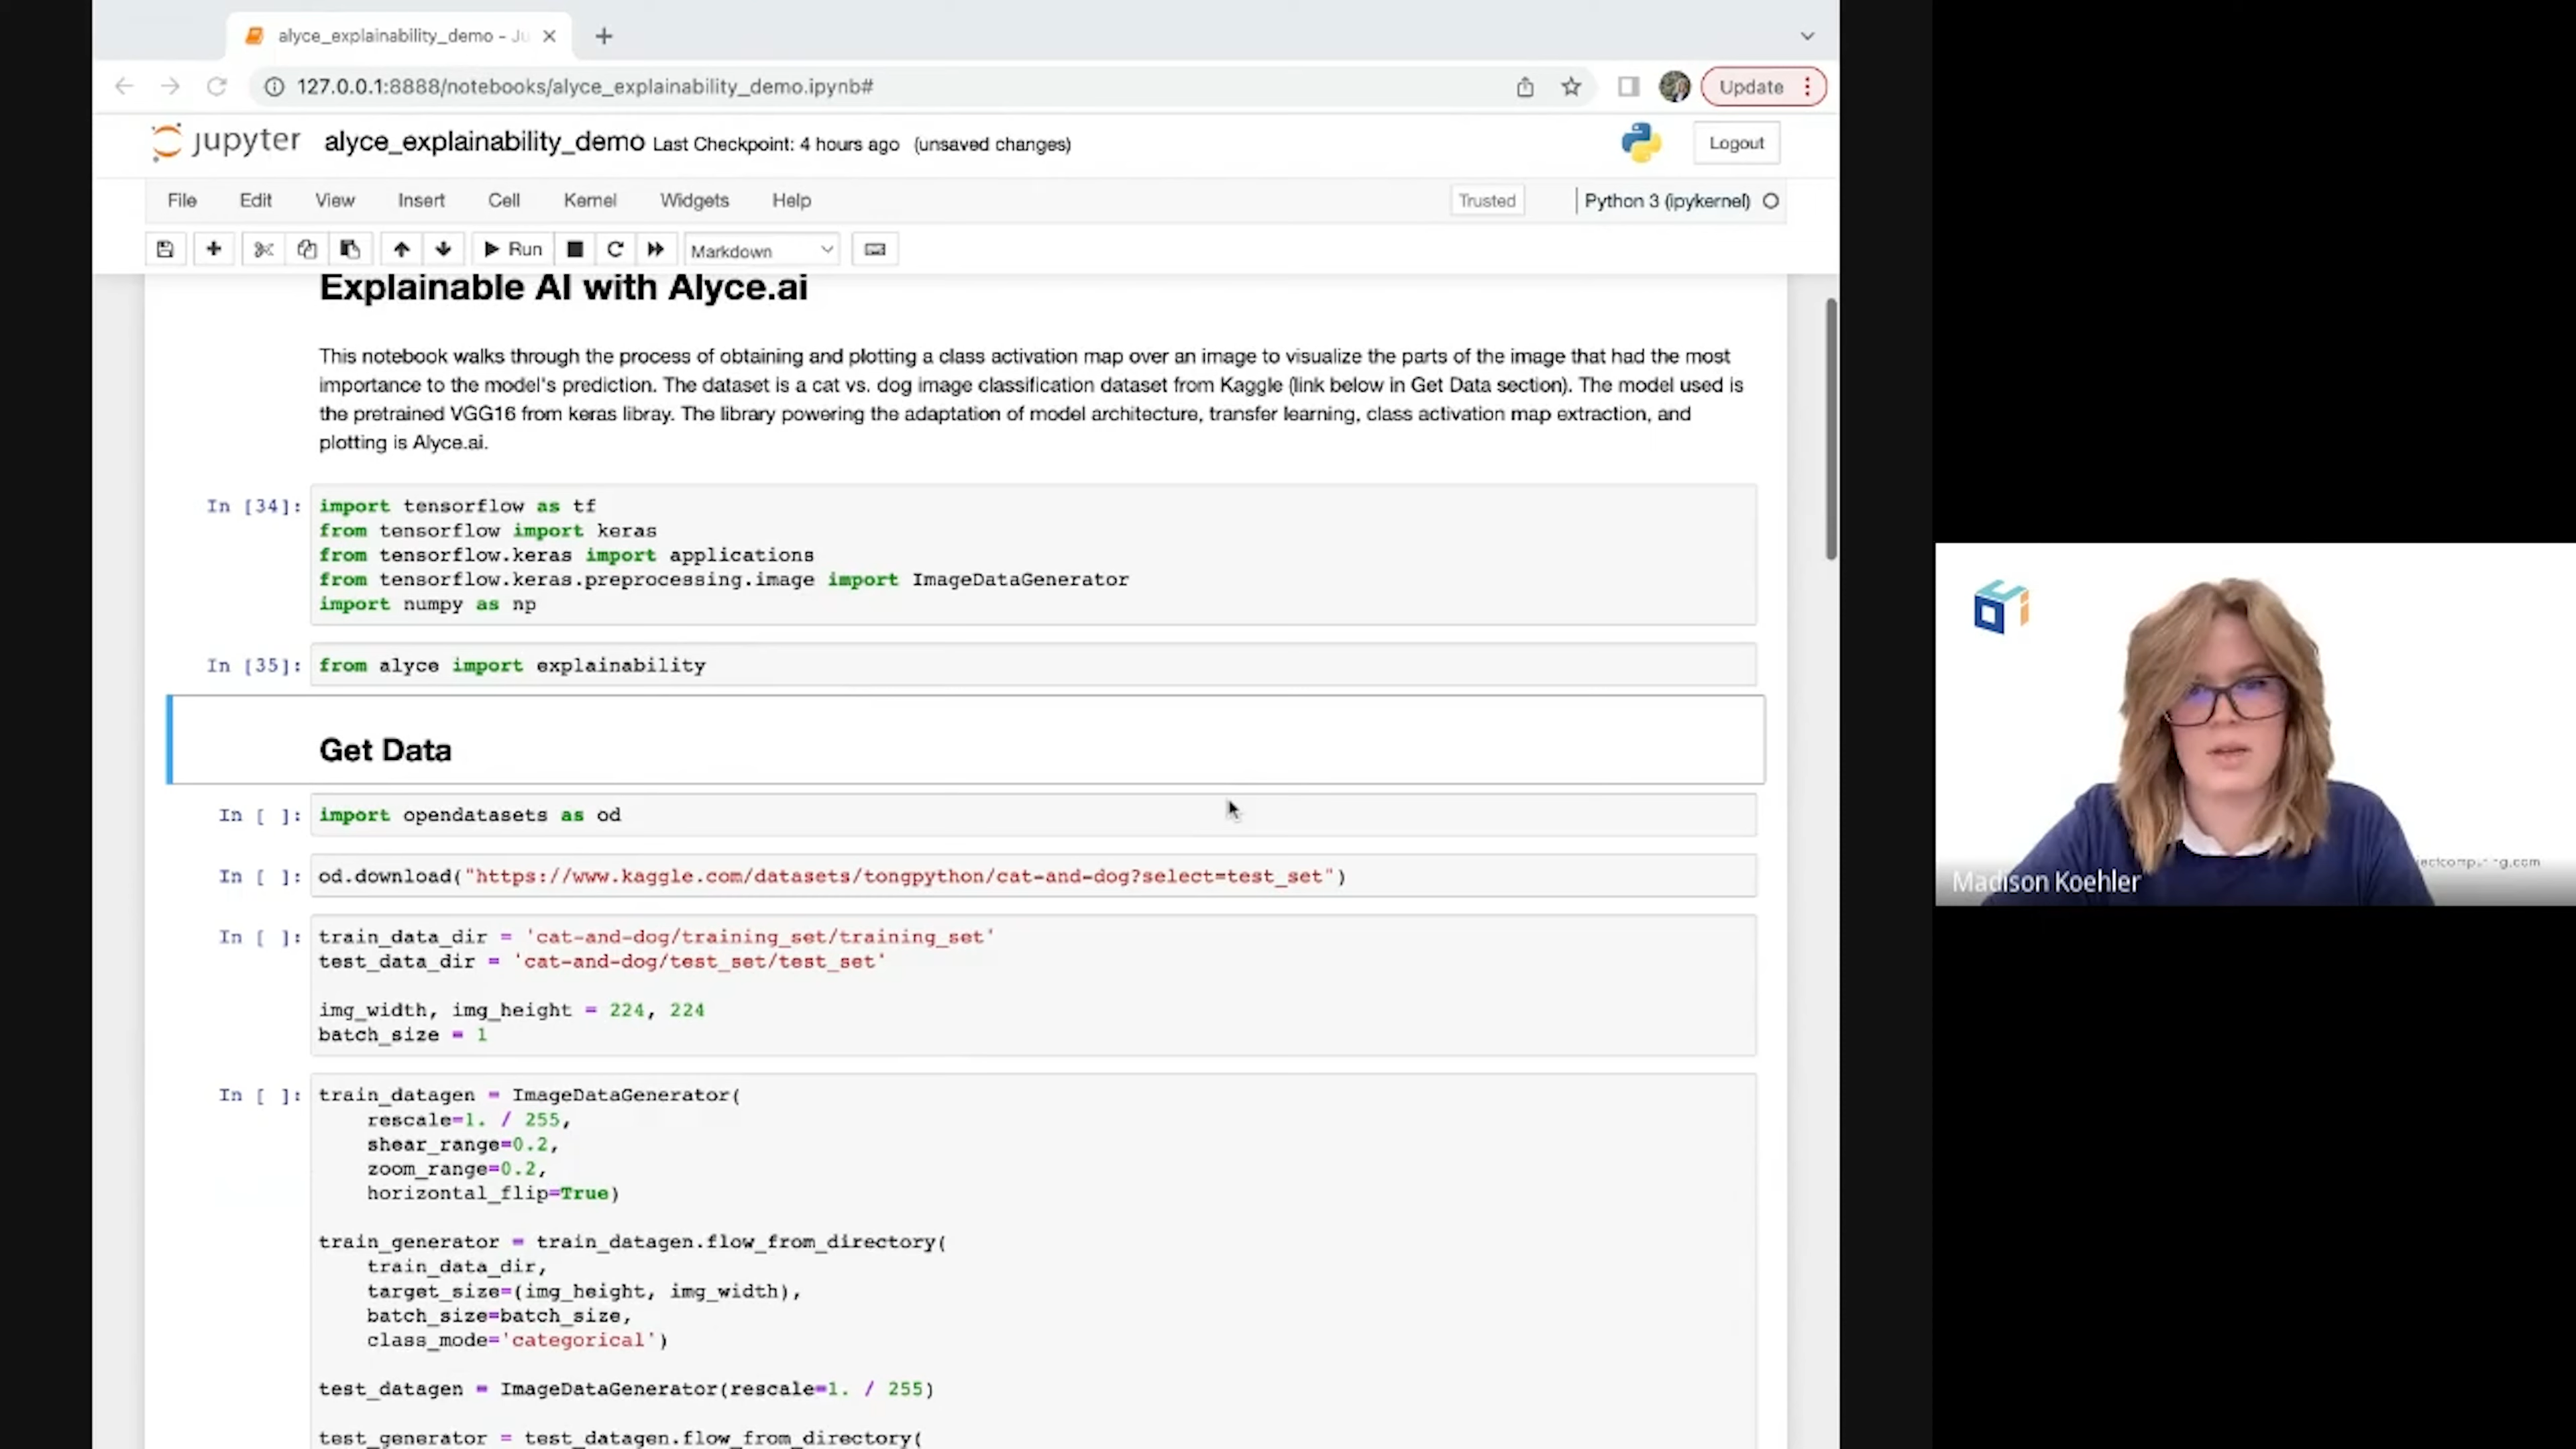 alyce_explainability_demo - Ju
127.0.0.1:8888/notebooks/alyce_explainability_demo.ipynb#
Update
jupyter alyce_explainability_demo Last Checkpoint: 4 hours ago (unsaved changes)
Logout
File Edit View Insert Cell Kernel Widgets Help
Trusted
Python 3 (ipykernel)
Run
Markdown
Explainable AI with Alyce.ai
This notebook walks through the process of obtaining and plotting a class activation map over an image to visualize the parts of the image that had the most
importance to the model's prediction. The dataset is a cat vs. dog image classification dataset from Kaggle (link below in Get Data section). The model used is
the pretrained VGG16 from keras libray. The library powering the adaptation of model architecture, transfer learning, class activation map extraction, and
plotting is Alyce.ai.
In [34]: import tensorflow as tf
from tensorflow import keras
from tensorflow.keras import applications
from tensorflow.keras.preprocessing.image import ImageDataGenerator
import numpy as np
In [35]: from alyce import explainability
Get Data
In [ ]: import opendatasets as od
In [ ]: od.download("https://www.kaggle.com/datasets/tongpython/cat-and-dog?select=test_set")
In [ ]: train_data_dir = 'cat-and-dog/training_set/training_set'
test_data_dir = 'cat-and-dog/test_set/test_set'
img_width, img_height = 224, 224
batch_size = 1
In [ ]: train_datagen = ImageDataGenerator(
rescale=1. / 255,
shear_range=0.2,
zoom_range=0.2,
horizontal_flip=True)
train_generator = train_datagen.flow_from_directory(
train_data_dir,
target_size=(img_height, img_width),
batch_size=batch_size,
class_mode='categorical')
test_datagen = ImageDataGenerator(rescale=1. / 255)
test_generator = test_datagen.flow_from_directory(
Madison Koehler